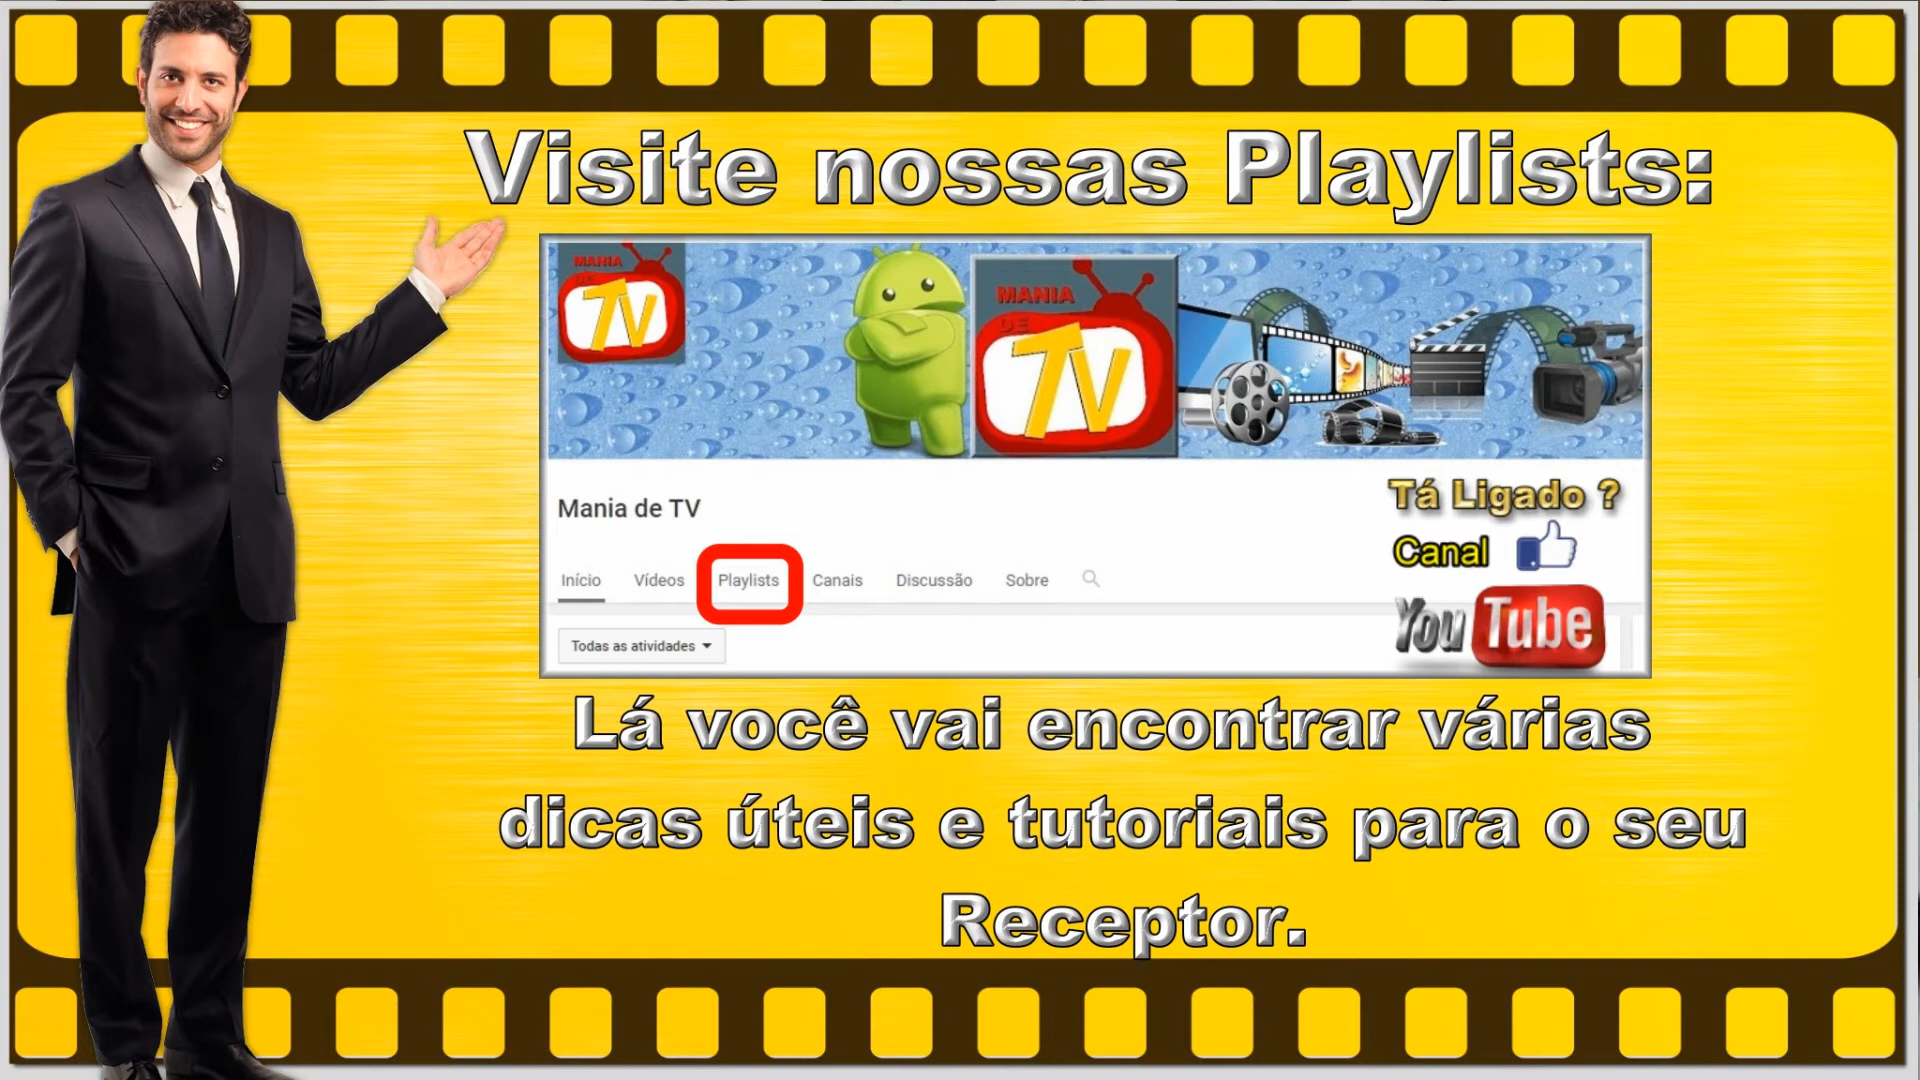 Visite nossas Playlists:
MANIA
DE
TV
MANIA
DE
TV
Mania de TV
Tá Ligado ?
Canal
Início Vídeos Playlists Canais Discussão Sobre
You Tube
Todas as atividades
Lá você vai encontrar várias
dicas úteis e tutoriais para o seu
Receptor.